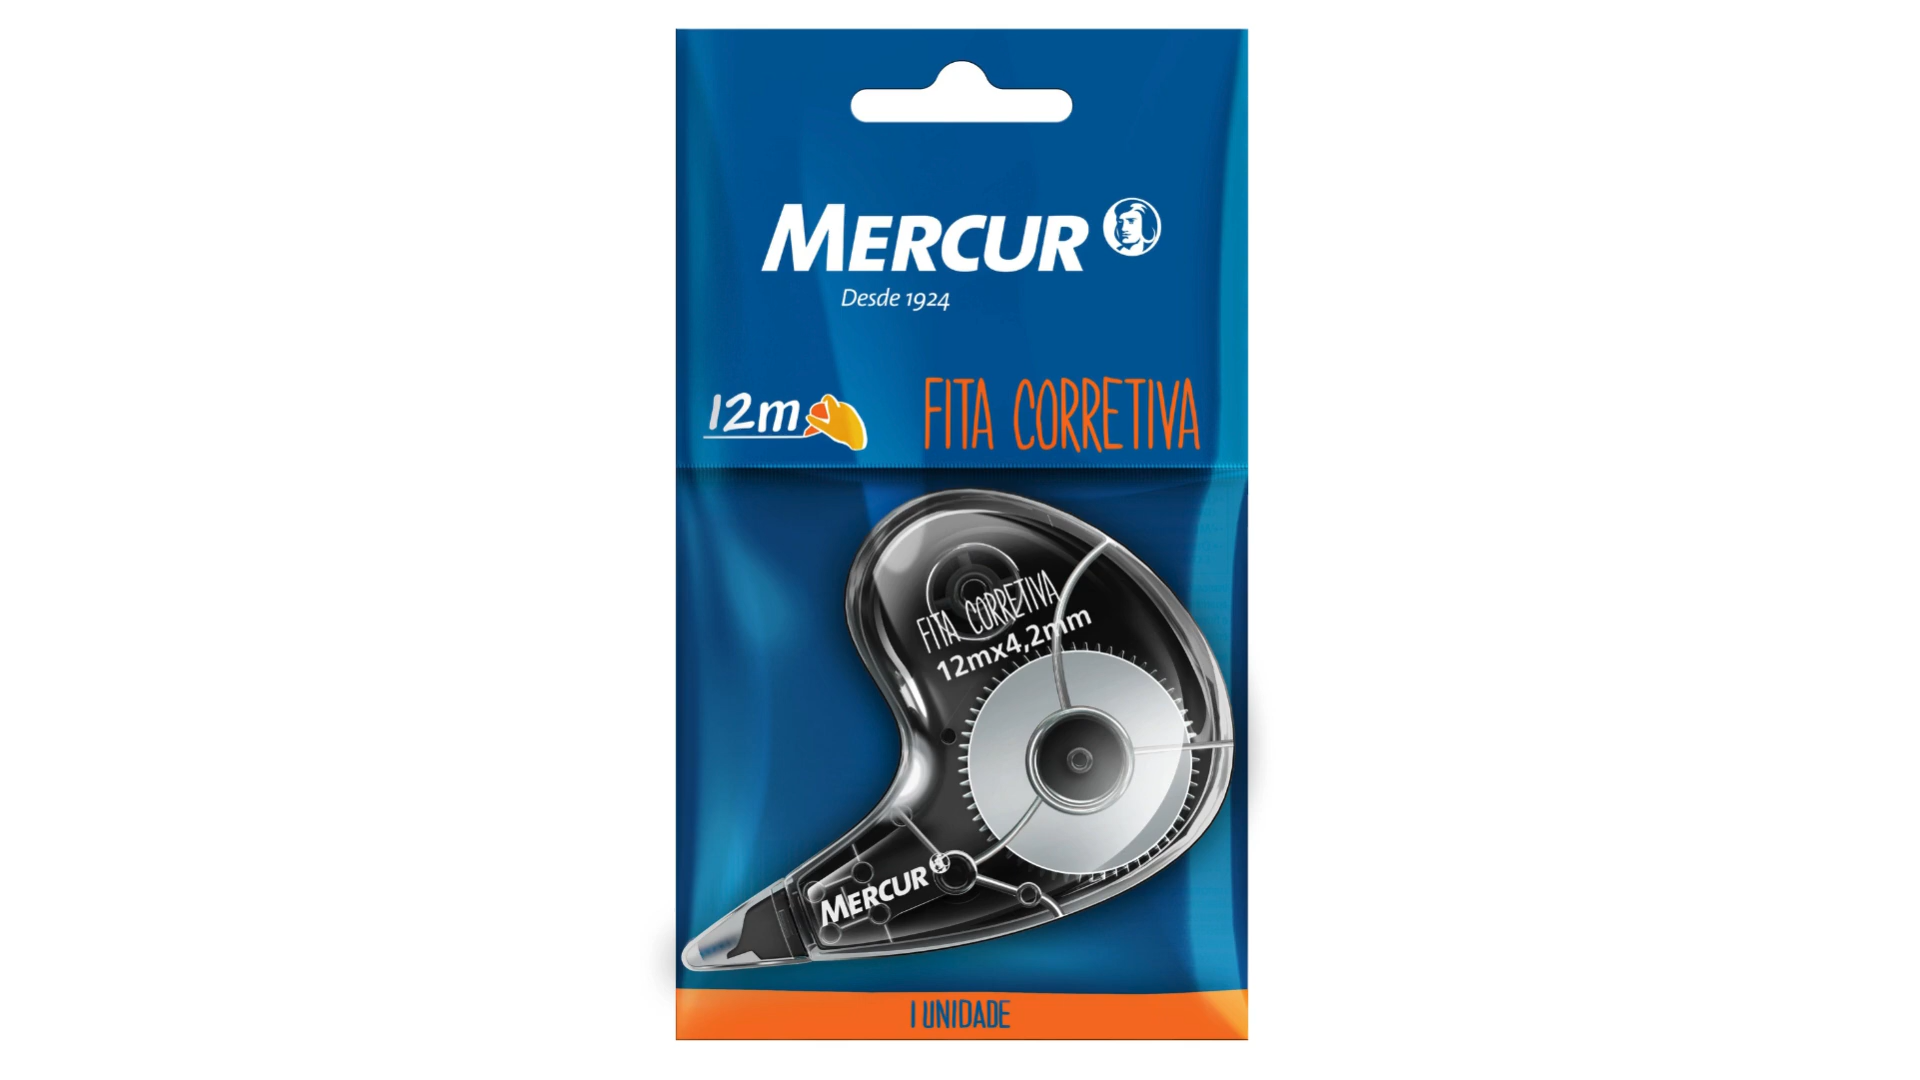 MERCUR
Desde 1924
12m
FITA CORRETIVA
FITA CORRETIVA
12mx4,2mm
MERCUR
1 UNIDADE